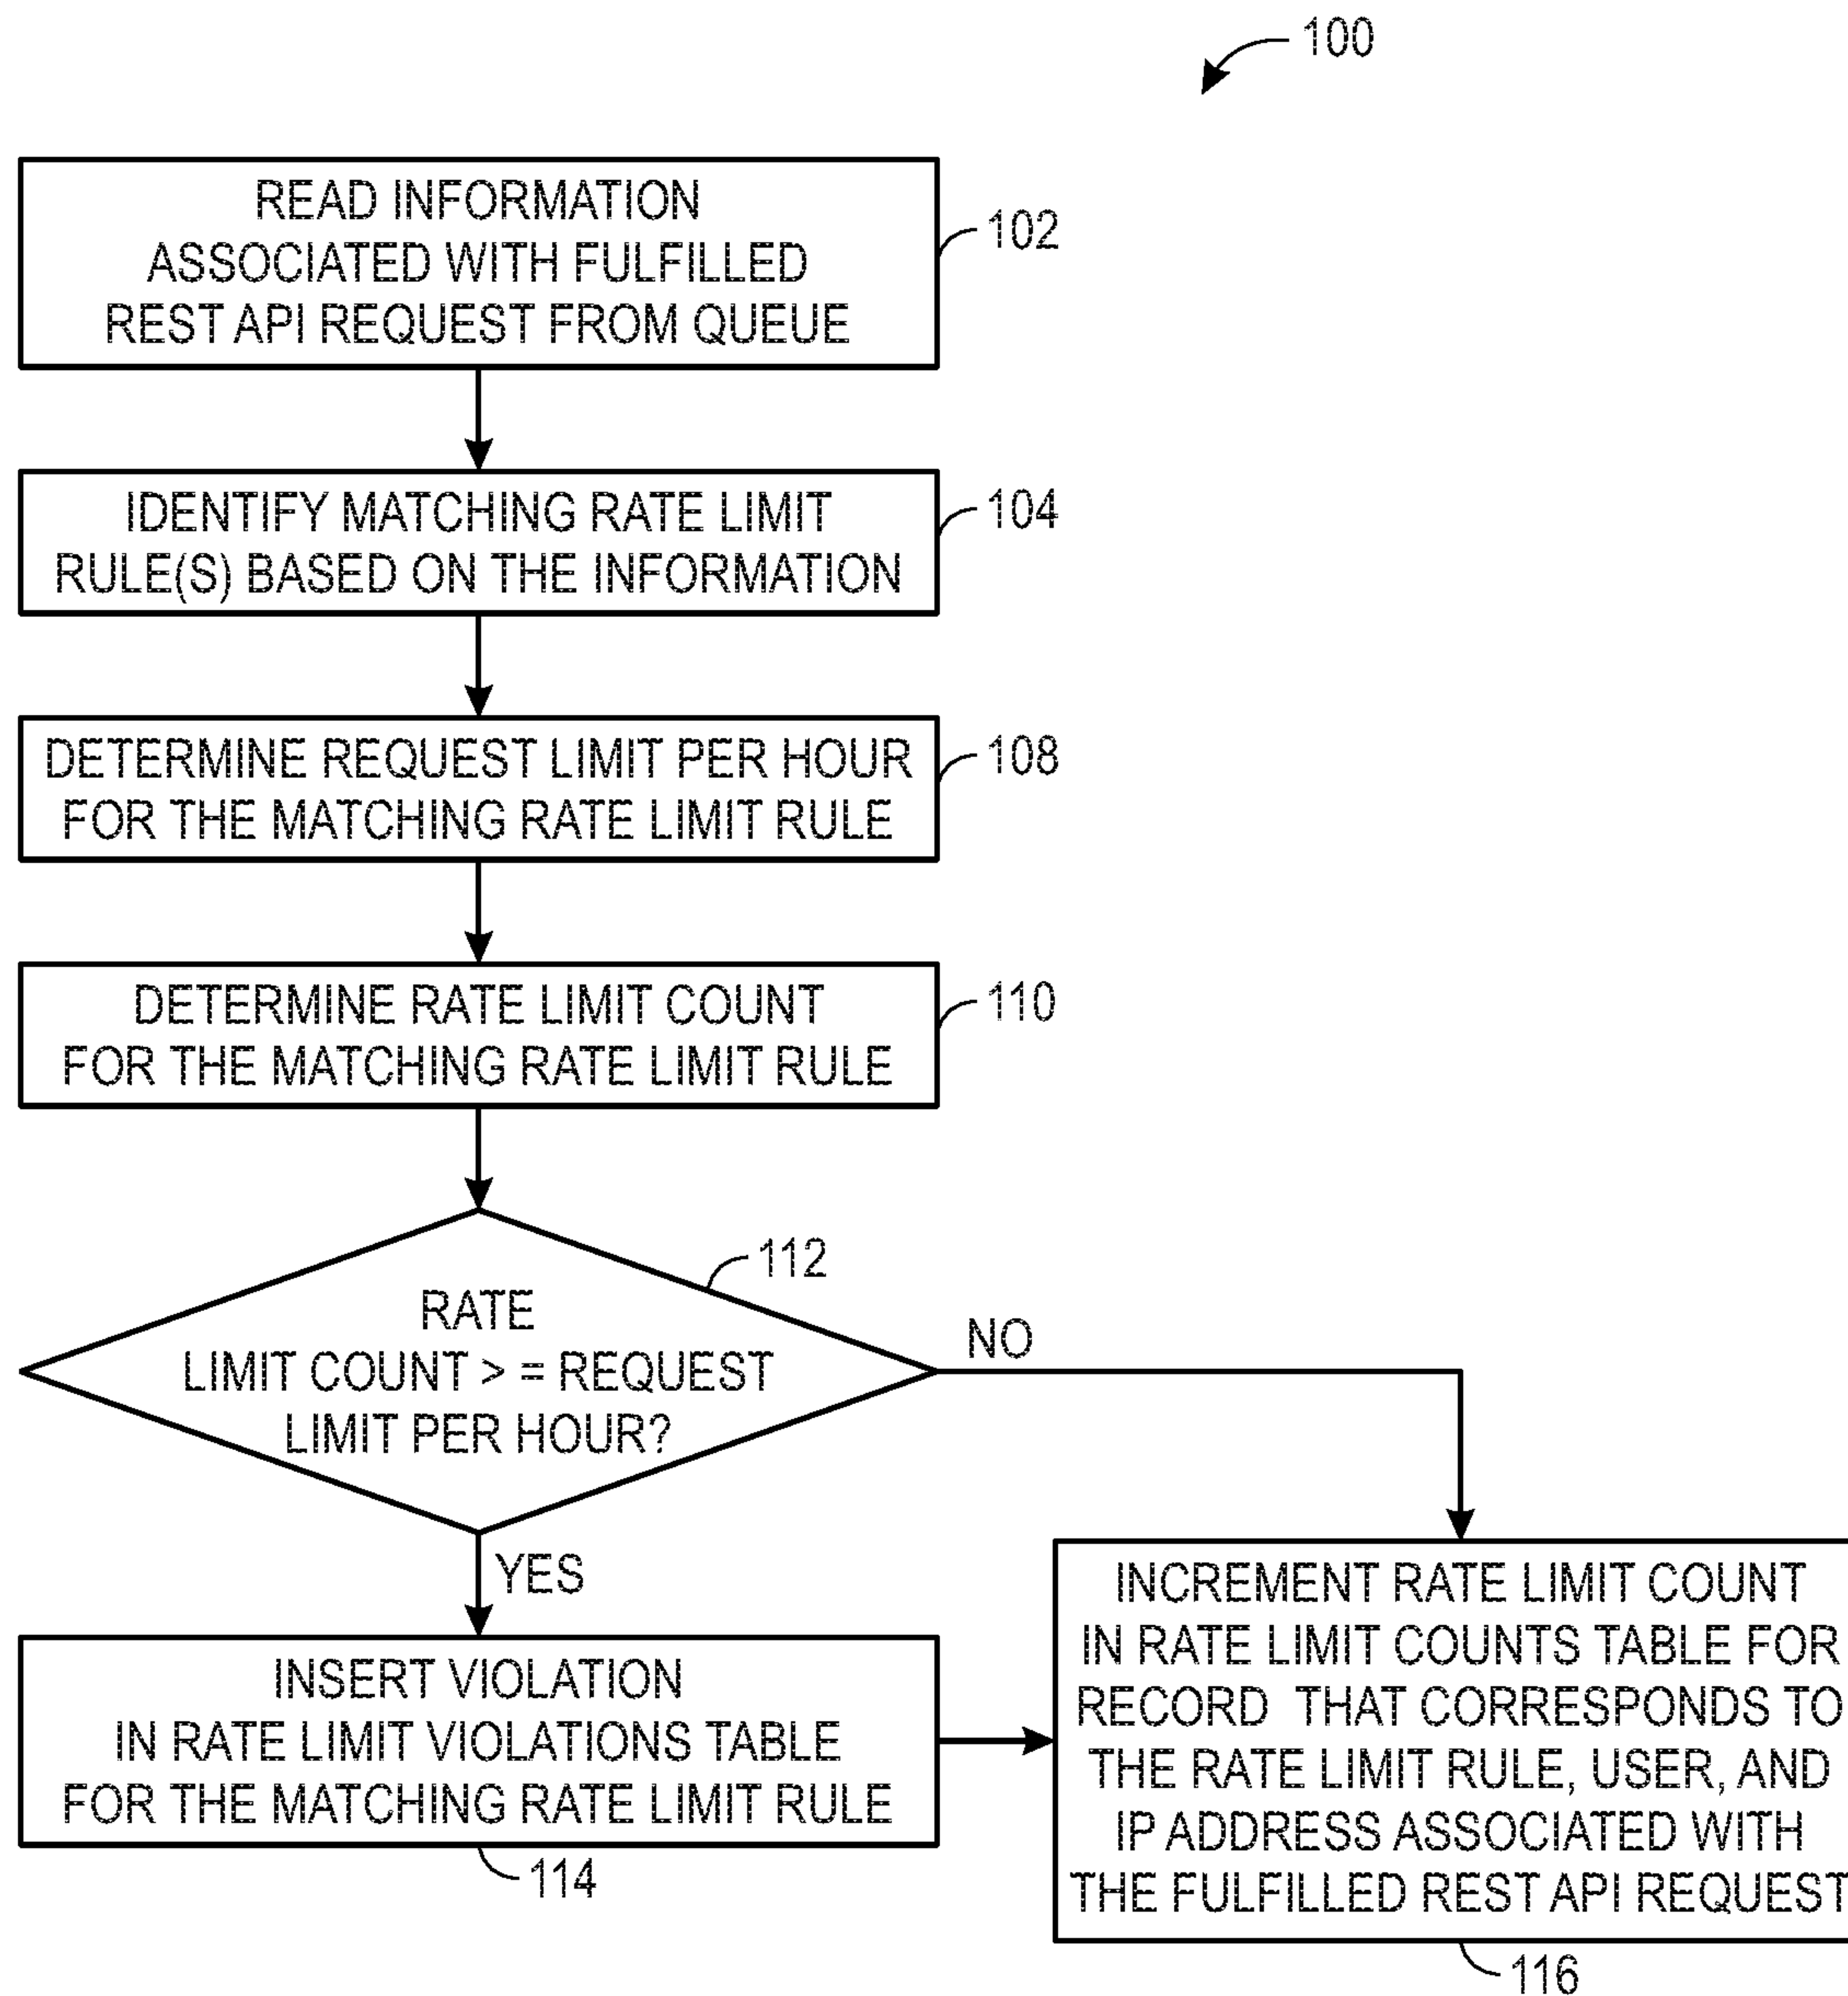 100
READ INFORMATION
ASSOCIATED WITH FULFILLED
REST API REQUEST FROM QUEUE
102
IDENTIFY MATCHING RATE LIMIT
RULE(S) BASED ON THE INFORMATION
104
DETERMINE REQUEST LIMIT PER HOUR
FOR THE MATCHING RATE LIMIT RULE
108
DETERMINE RATE LIMIT COUNT
FOR THE MATCHING RATE LIMIT RULE
110
112
RATE
LIMIT COUNT > = REQUEST
LIMIT PER HOUR?
NO
YES
INSERT VIOLATION
IN RATE LIMIT VIOLATIONS TABLE
FOR THE MATCHING RATE LIMIT RULE
114
INCREMENT RATE LIMIT COUNT
IN RATE LIMIT COUNTS TABLE FOR
RECORD THAT CORRESPONDS TO
THE RATE LIMIT RULE, USER, AND
IP ADDRESS ASSOCIATED WITH
THE FULFILLED REST API REQUEST
116